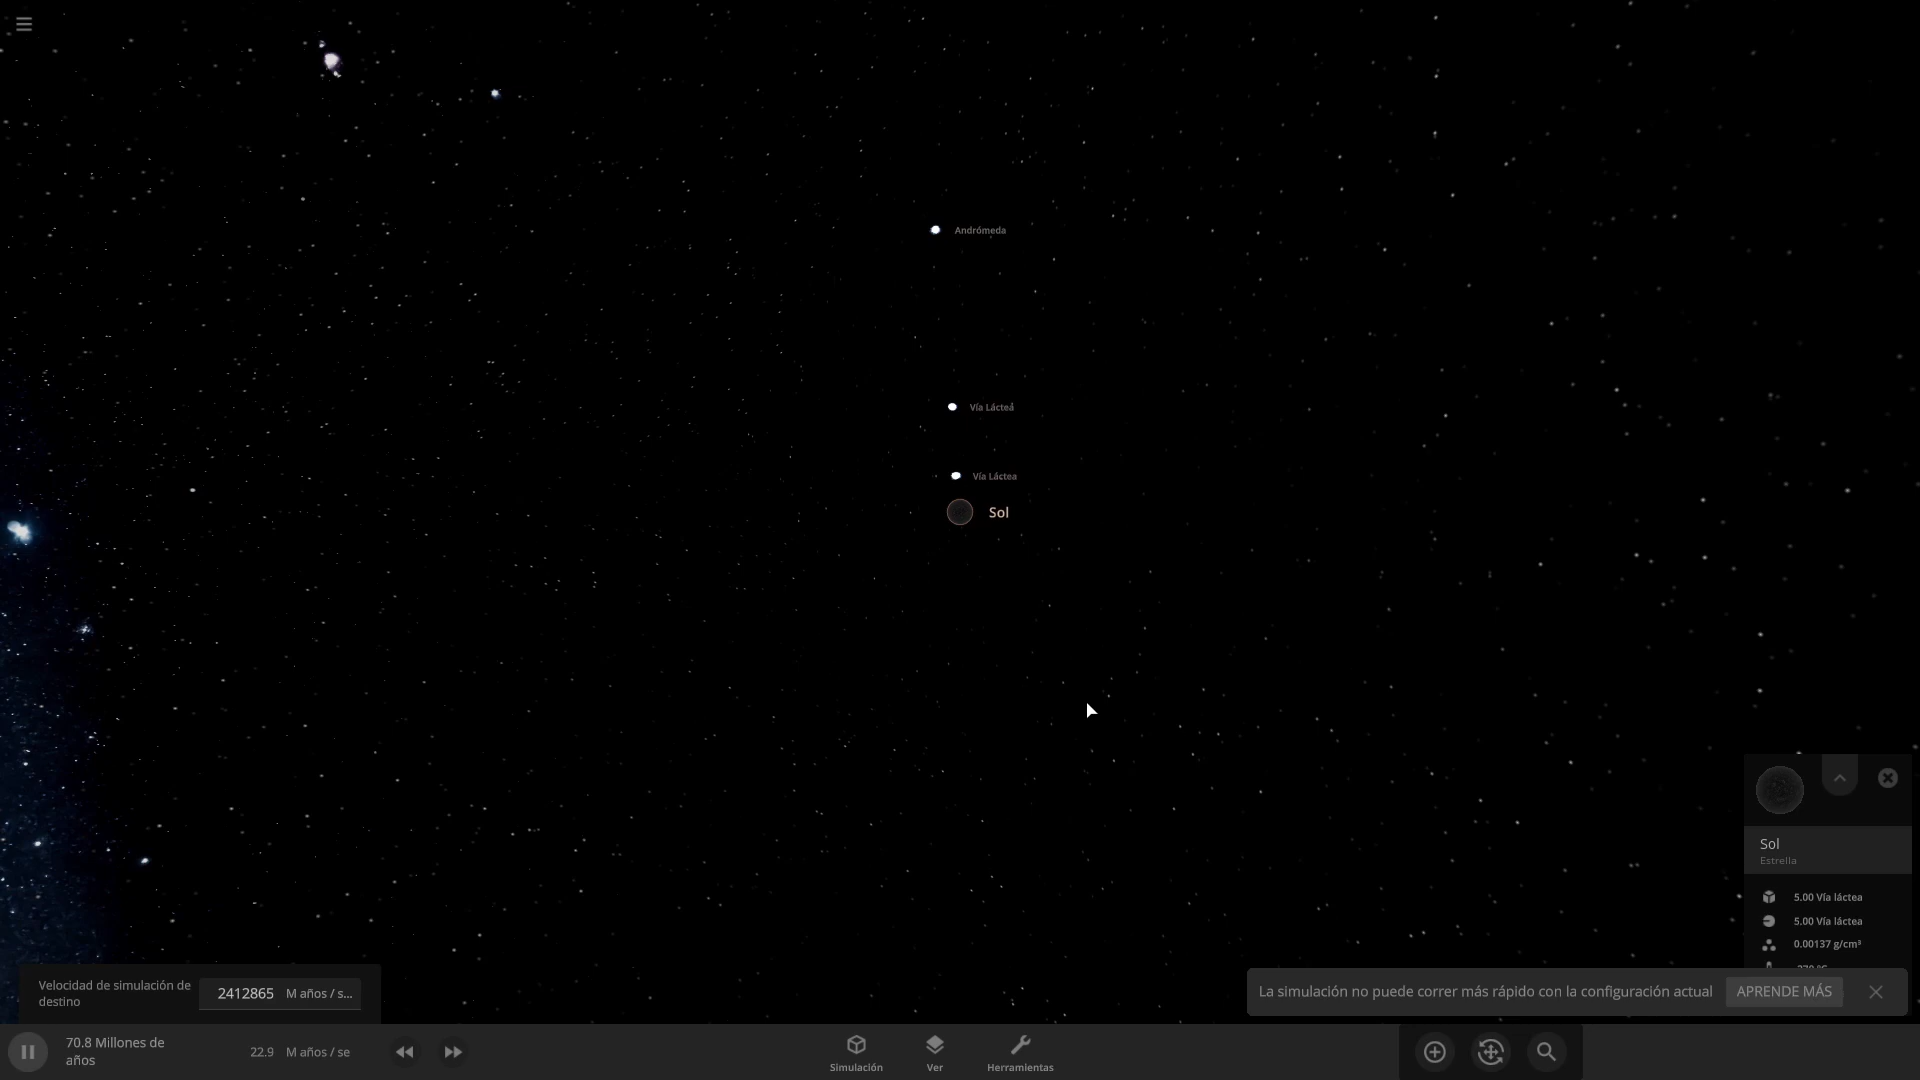 Andrómeda
Vía Láctea
Vía Láctea
Sol
Sol
Estrella
5.00 Vía láctea
5.00 Vía láctea
0.00137 g/cm³
Velocidad de simulación de
destino
2412865 M años / s...
La simulación no puede correr más rápido con la configuración actual APRENDE MÁS
70.8 Millones de
años
22.9 M años / se
Simulación Ver Herramientas